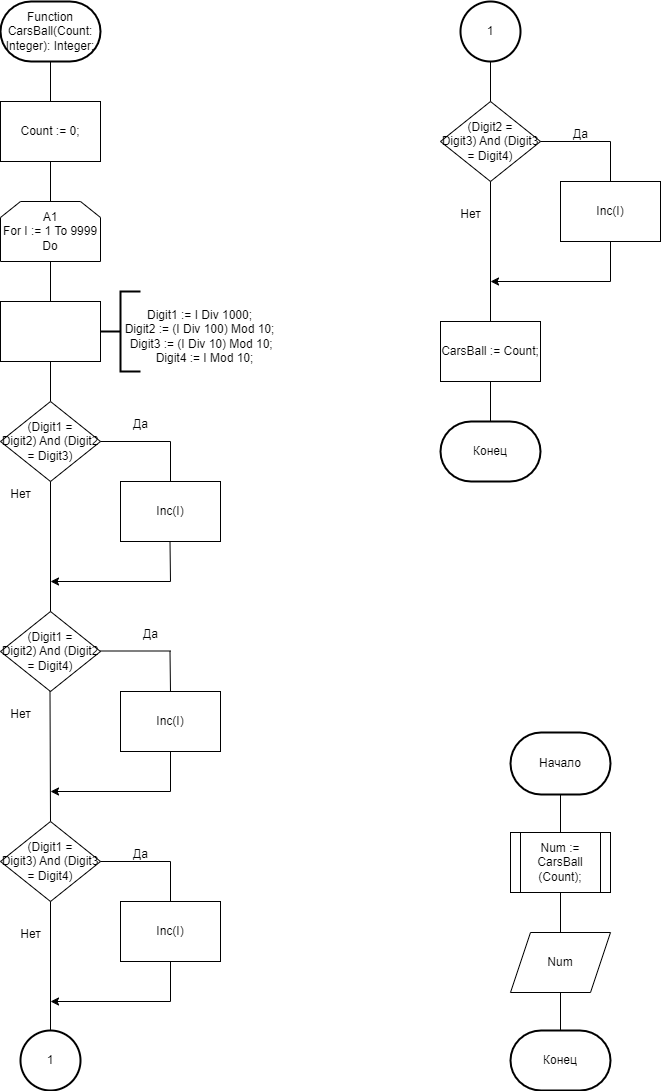 Function
CarsBall(Count:
Integer): Integer;
Count := 0;
A1
For I := 1 To 9999
Do
Digit1 := I Div 1000;
Digit2 := (I Div 100) Mod 10;
Digit3 := (I Div 10) Mod 10;
Digit4 := I Mod 10;
(Digit1 =
Digit2) And (Digit2
= Digit3)
Да
Нет
Inc(I)
(Digit1 =
Digit2) And (Digit2
= Digit4)
Да
Нет
Inc(I)
(Digit1 =
Digit3) And (Digit3
= Digit4)
Да
Нет
Inc(I)
1
1
(Digit2 =
Digit3) And (Digit3
= Digit4)
Да
Нет
Inc(I)
CarsBall := Count;
Конец
Начало
Num :=
CarsBall
(Count);
Num
Конец